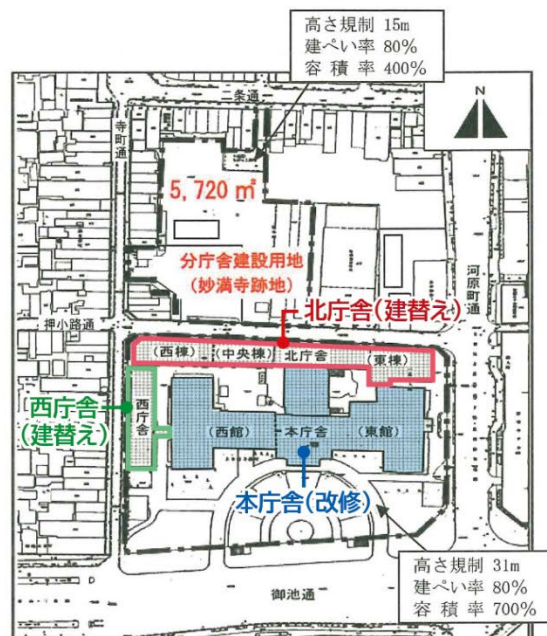 高さ規制 15m
建ぺい率 80%
容積率 400%
N
二条通
寺町通
5,720 ㎡
分庁舎建設用地
(妙満寺跡地)
河原町通
北庁舎(建替え)
押小路通
(西棟)
(中央棟)
北庁舎
(東棟)
西庁舎
(建替え)
西庁舎
(西館)
本庁舎
(東館)
本庁舎(改修)
高さ規制 31m
建ぺい率 80%
容積率 700%
御池通